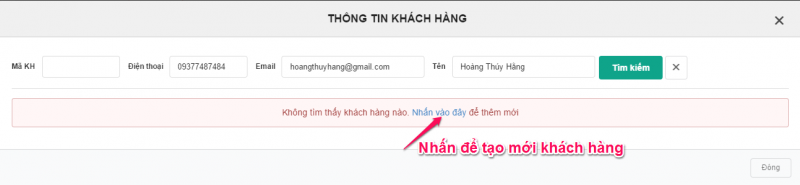 THÔNG TIN KHÁCH HÀNG
Mã KH Điện thoại 09377487484 Email hoangthuyhang@gmail.com Tên Hoàng Thúy Hằng Tìm kiếm
Không tìm thấy khách hàng nào. Nhấn vào đây để thêm mới
Nhấn để tạo mới khách hàng
Đóng